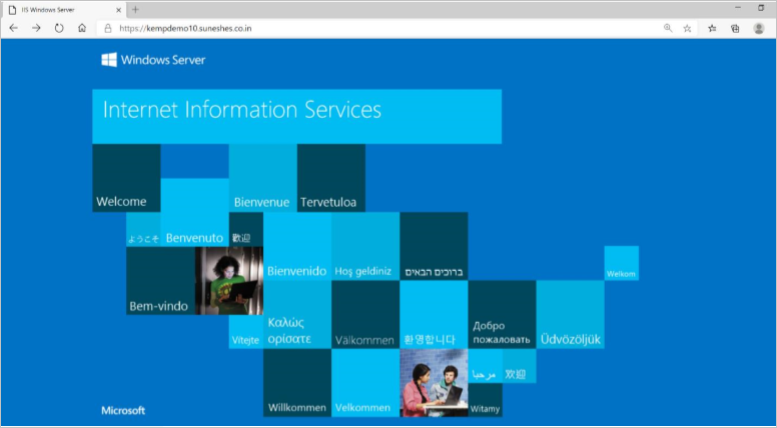 IIS Windows Server
https://kempdemo10.suneshes.co.in
Windows Server
Internet Information Services
Welcome
Bienvenue
Tervetuloa
ようこそ
Benvenuto
歡迎
Bienvenido
Hoş geldiniz
ברוכים הבאים
Welkom
Bem-vindo
Vítejte
Καλώς
ορίσατε
Välkommen
환영합니다
Добро
пожаловать
Üdvözöljük
مرحبا
欢迎
Willkommen
Velkommen
Witamy
Microsoft